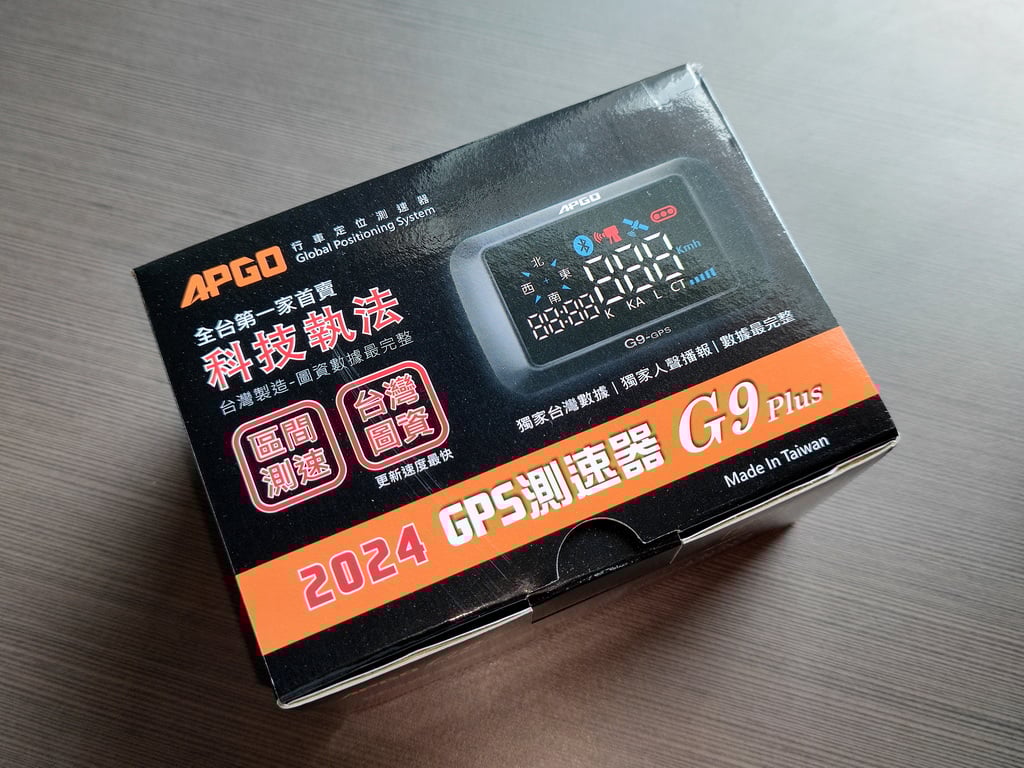 APGO
行車定位測速器
Global Positioning System
全台第一家首賣
科技執法
台灣製造-圖資數據最完整
區間
測速
台灣
圖資
更新速度最快
APGO
北
西 東
南
888
Kmh
88:88
K KA L CT
G9-GPS
獨家台灣數據 | 獨家人聲播報 | 數據最完整
2024 GPS測速器 G9 Plus
Made In Taiwan